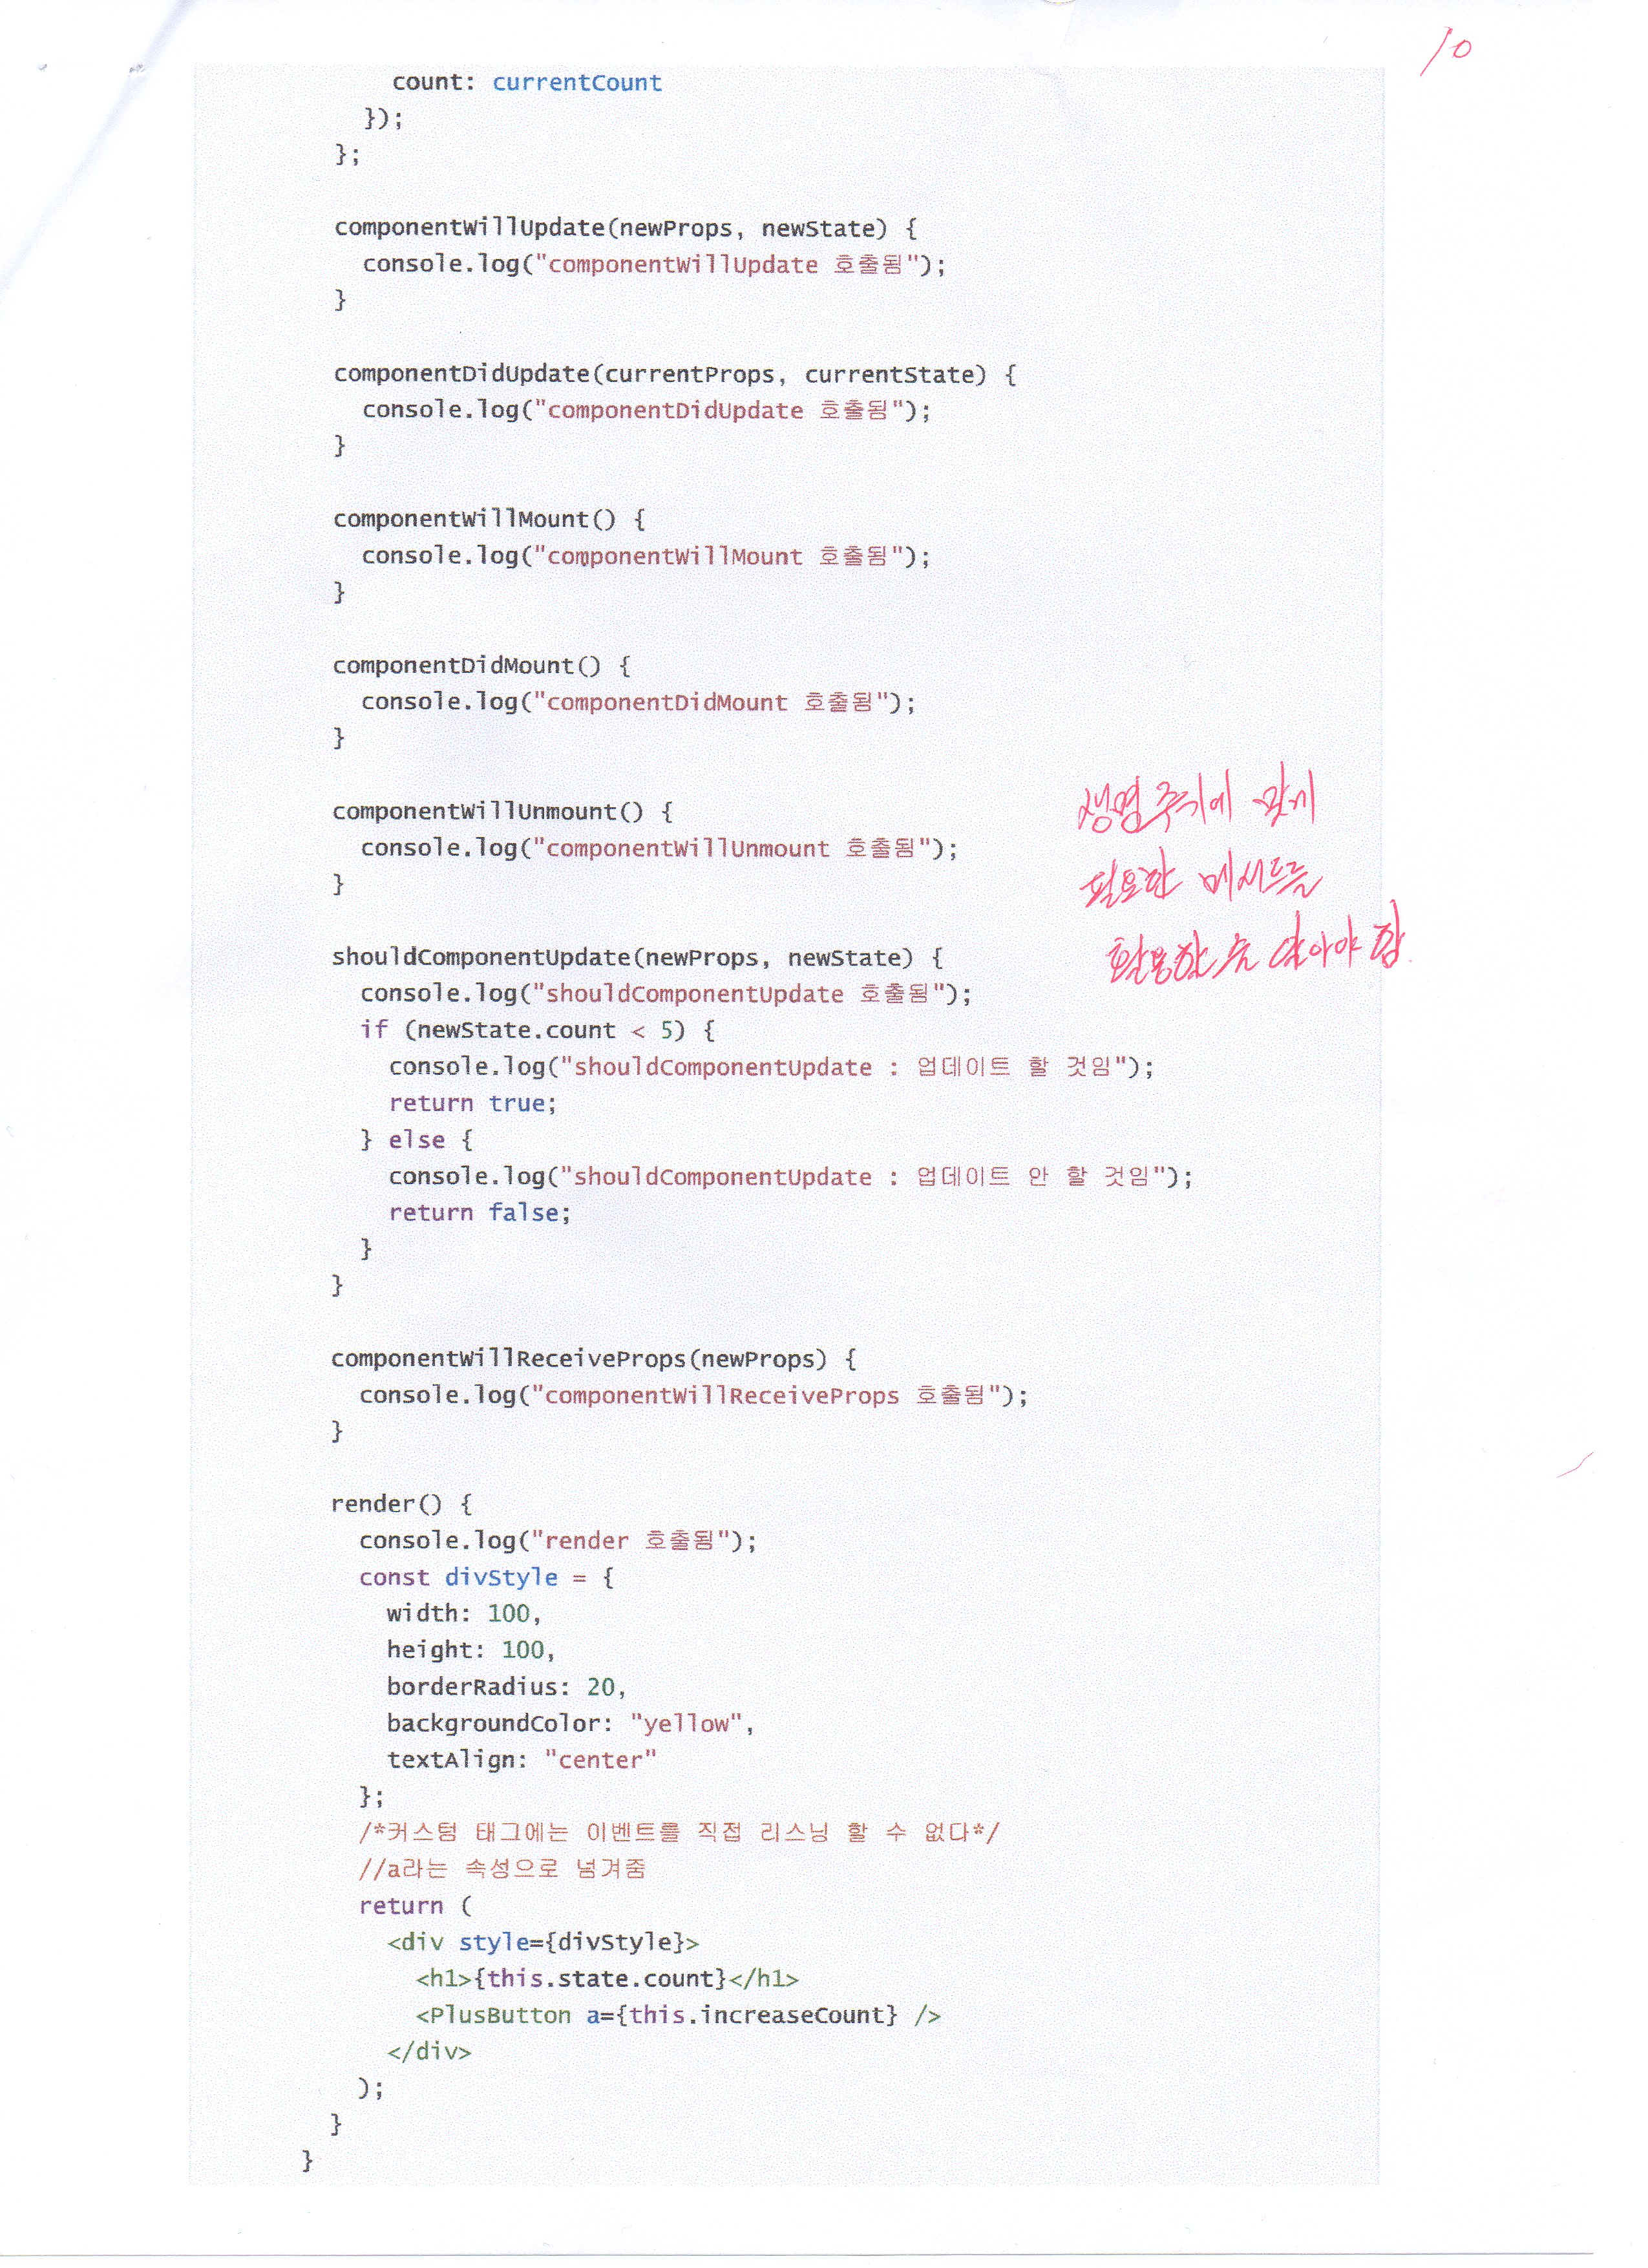 10
count: currentCount
});
};
componentWillUpdate(newProps, newState) {
console.log("componentWillUpdate 호출됨");
}
componentDidUpdate(currentProps, currentState) {
console.log("componentDidUpdate 호출됨");
}
componentWillMount() {
console.log("componentWillMount 호출됨");
}
componentDidMount() {
console.log("componentDidMount 호출됨");
}
생명주기에 맞게
componentWillUnmount() {
console.log("componentWillUnmount 호출됨");
필요한 메서드를
}
활용할 수 알아야 함.
shouldComponentUpdate(newProps, newState) {
console.log("shouldComponentUpdate 호출됨");
if (newState.count < 5) {
console.log("shouldComponentUpdate : 업데이트 할 것임");
return true;
} else {
console.log("shouldComponentUpdate : 업데이트 안 할 것임");
return false;
}
}
componentWillReceiveProps(newProps) {
console.log("componentWillReceiveProps 호출됨");
}
render() {
console.log("render 호출됨");
const divStyle = {
width: 100,
height: 100,
borderRadius: 20,
backgroundColor: "yellow",
textAlign: "center"
};
/*커스텀 태그에는 이벤트를 직접 리스닝 할 수 없다*/
//a라는 속성으로 넘겨줌
return (
<div style={divStyle}>
<h1>{this.state.count}</h1>
<PlusButton a={this.increaseCount} />
</div>
);
}
}